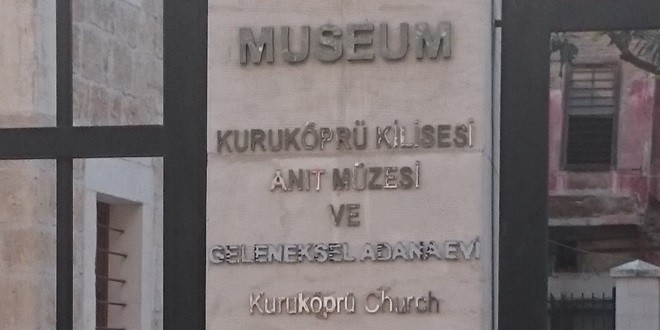 MUSEUM
KURUKÖPRÜ KİLİSESİ
ANIT MÜZESİ
VE
GELENEKSEL ADANA EVİ
Kuruköprü Church